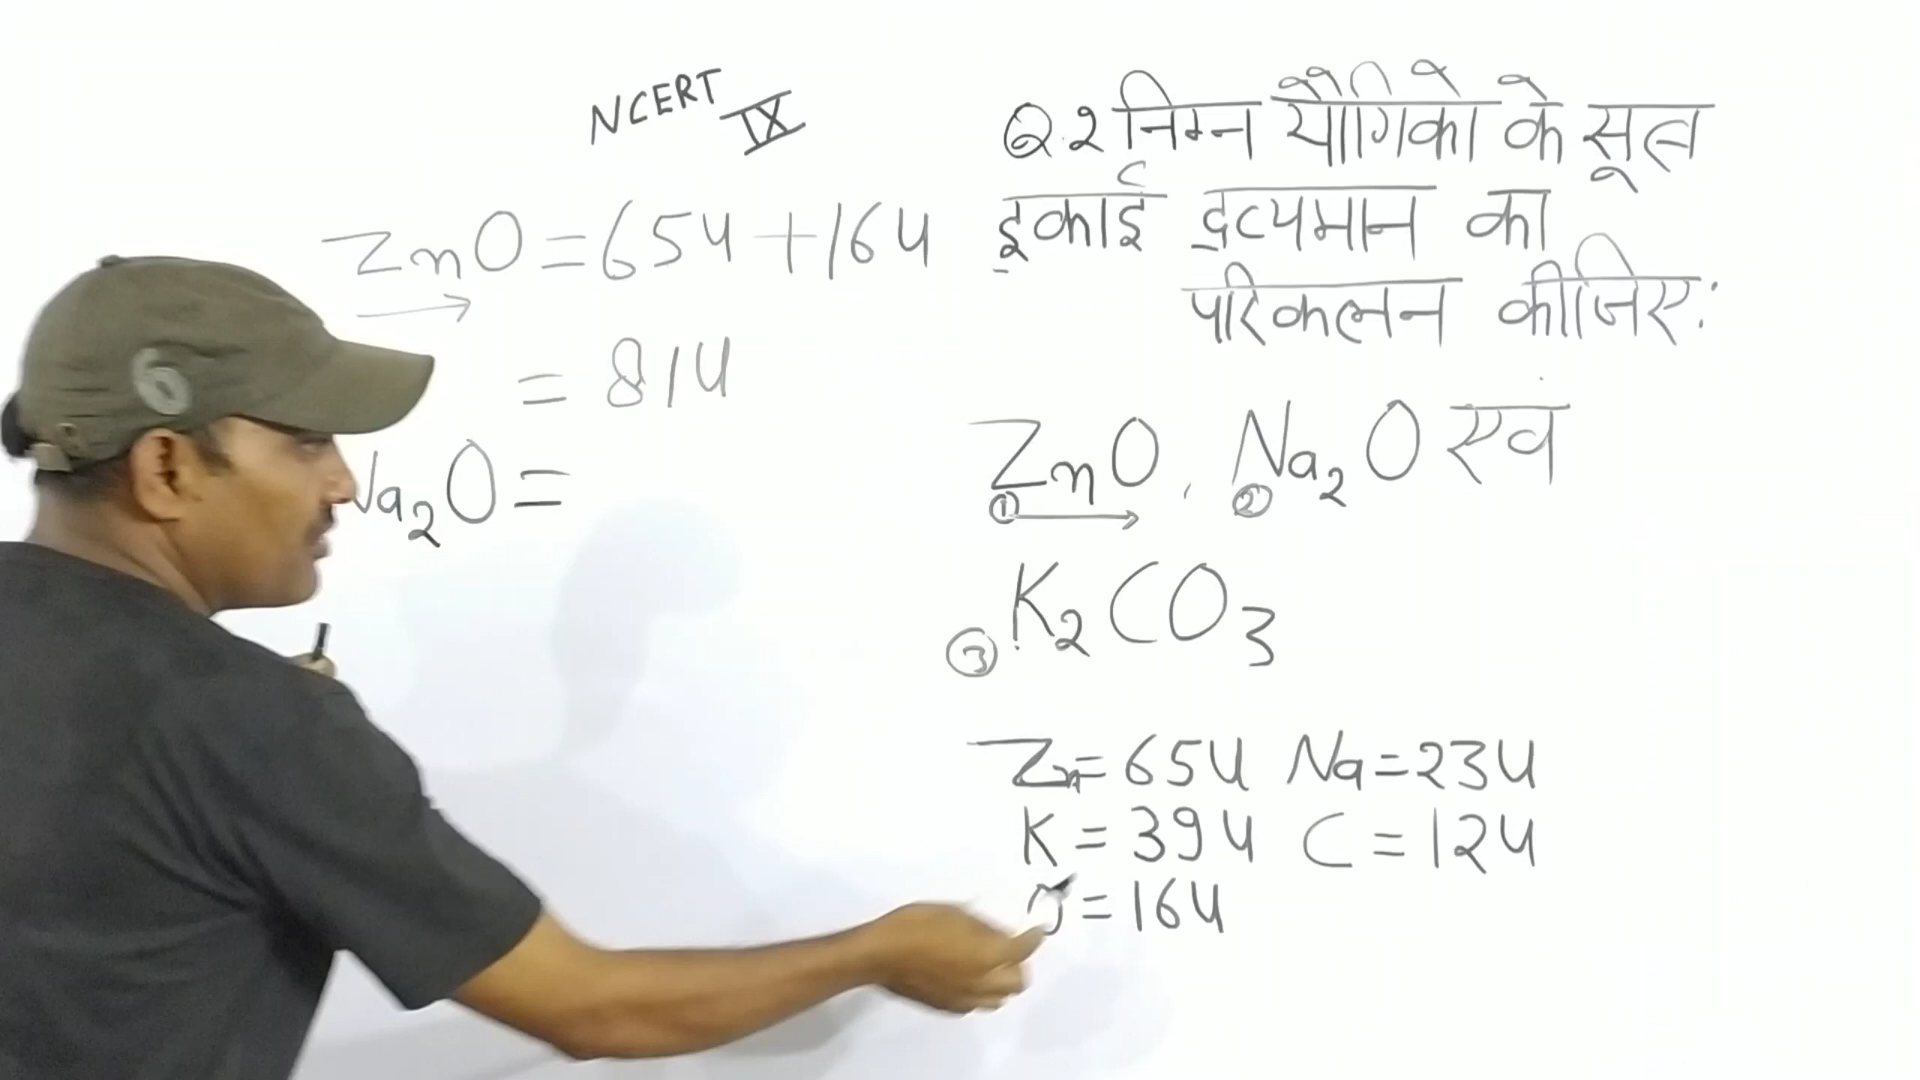 NCERT
IX
ZnO = 65u + 16u
= 81u
Na₂O =
Q.2 निम्न यौगिकों के सूत्र
इकाई द्रव्यमान का
परिकलन कीजिए:
ZnO, Na₂O एवं
① ②
③ K₂CO₃
Zn = 65u Na = 23u
K = 39u C = 12u
O = 16u
6